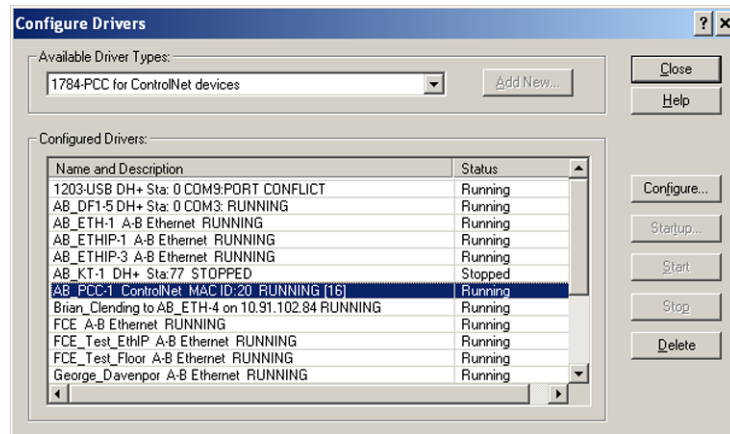 Configure Drivers
Available Driver Types:
1784-PCC for ControlNet devices
Add New...
Close
Help
Configured Drivers:
Name and Description Status
1203-USB DH+ Sta: 0 COM9:PORT CONFLICT Running
AB_DF1-5 DH+ Sta:0 COM3: RUNNING Running
AB_ETH-1 A-B Ethernet RUNNING Running
AB_ETHIP-1 A-B Ethernet RUNNING Running
AB_ETHIP-3 A-B Ethernet RUNNING Running
AB_KT-1 DH+ Sta:77 STOPPED Stopped
AB_PCC-1 ControlNet MAC ID:20 RUNNING [16] Running
Brian_Clending to AB_ETH-4 on 10.91.102.84 RUNNING Running
FCE A-B Ethernet RUNNING Running
FCE_Test_EthIP A-B Ethernet RUNNING Running
FCE_Test_Floor A-B Ethernet RUNNING Running
George_Davenpor A-B Ethernet RUNNING Running
Configure...
Startup...
Start
Stop
Delete